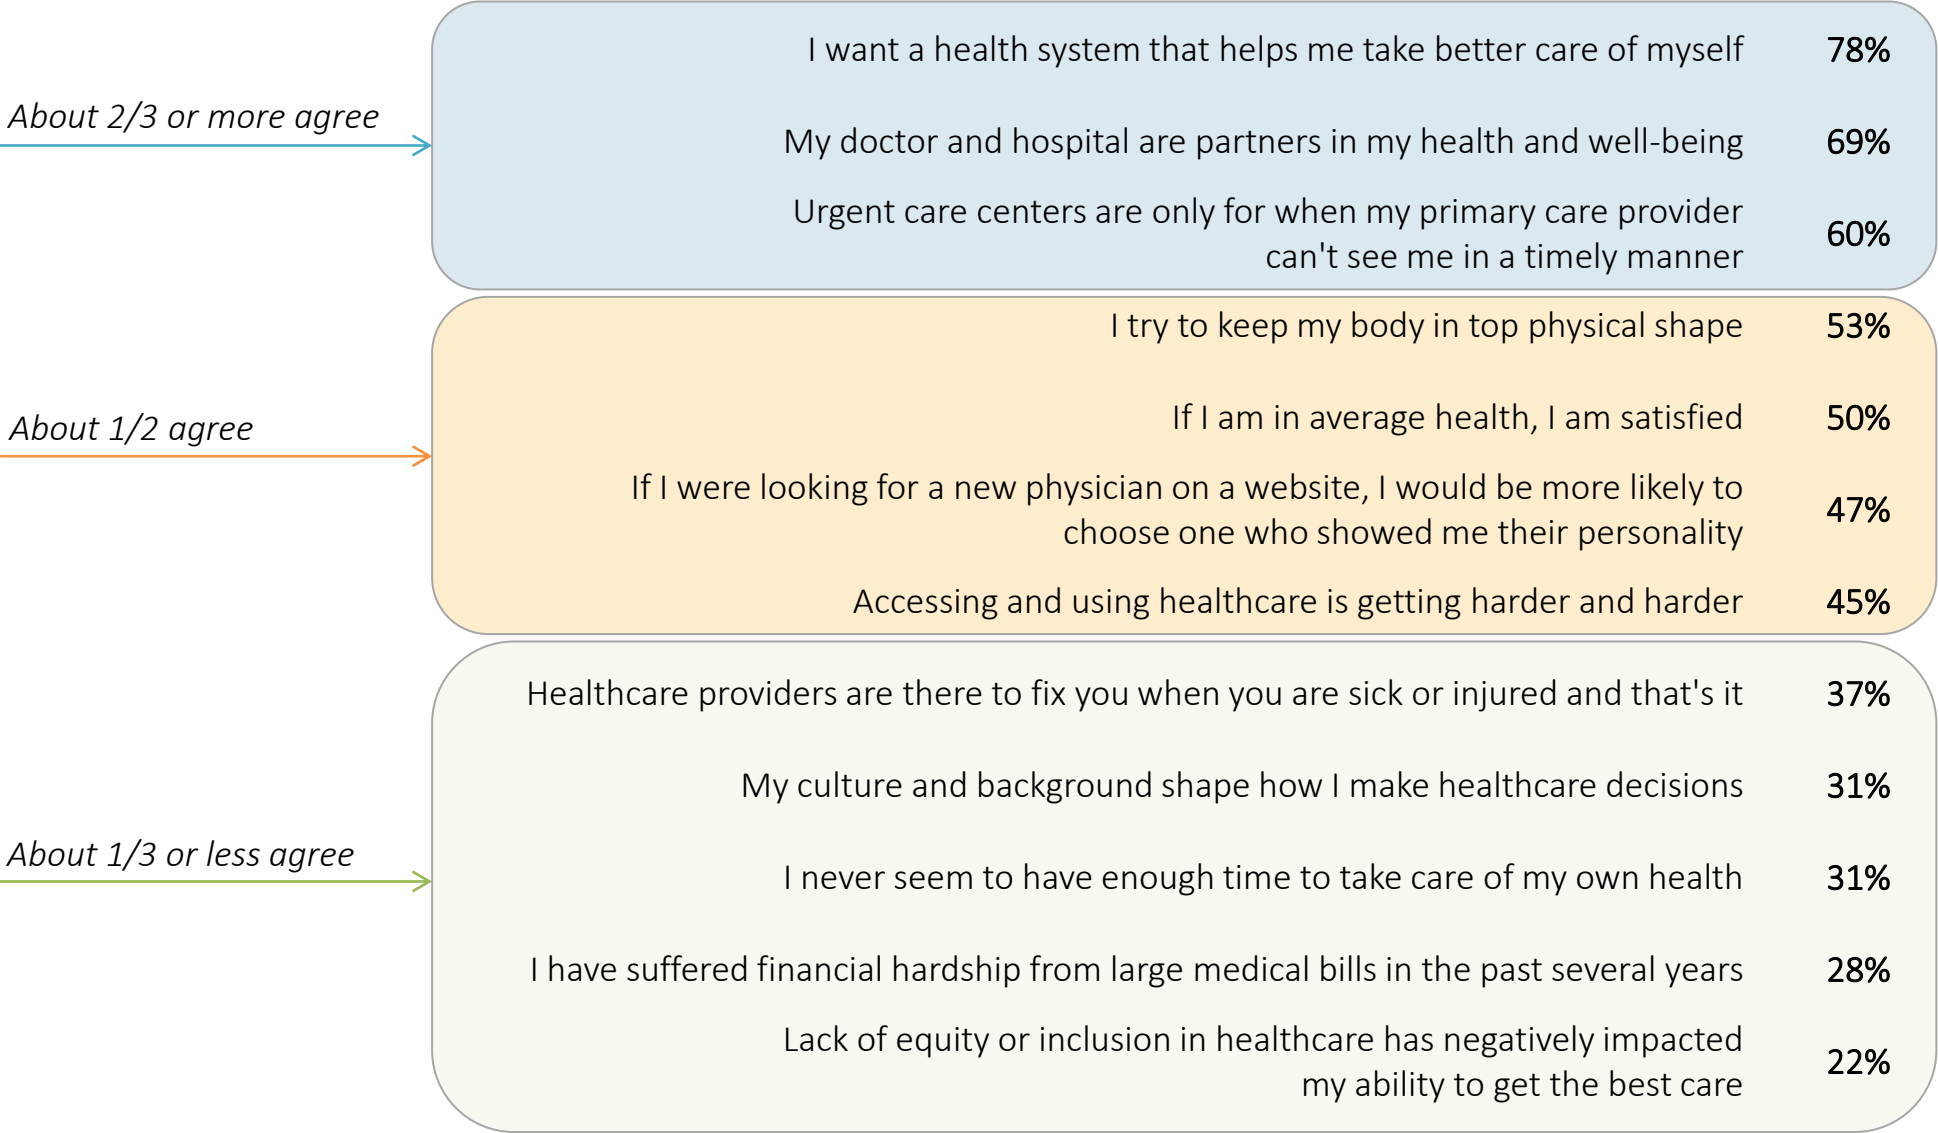 I want a health system that helps me take better care of myself 78%
About 2/3 or more agree
My doctor and hospital are partners in my health and well-being 69%
Urgent care centers are only for when my primary care provider
can't see me in a timely manner 60%
I try to keep my body in top physical shape 53%
About 1/2 agree
If I am in average health, I am satisfied 50%
If I were looking for a new physician on a website, I would be more likely to
choose one who showed me their personality 47%
Accessing and using healthcare is getting harder and harder 45%
Healthcare providers are there to fix you when you are sick or injured and that's it 37%
My culture and background shape how I make healthcare decisions 31%
About 1/3 or less agree
I never seem to have enough time to take care of my own health 31%
I have suffered financial hardship from large medical bills in the past several years 28%
Lack of equity or inclusion in healthcare has negatively impacted
my ability to get the best care 22%